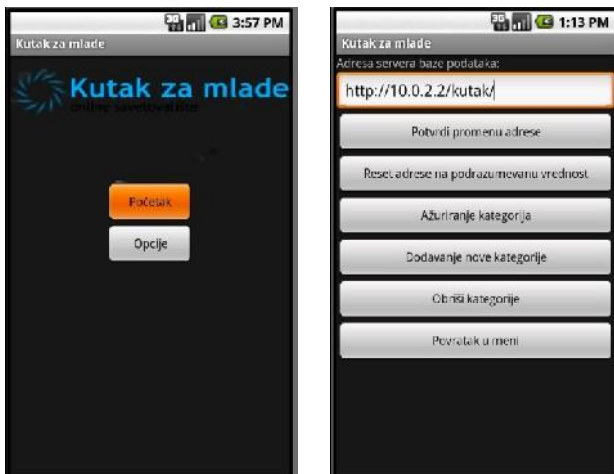 3G
3:57 PM
Kutak za mlade
Kutak za mlade
online savetovalište
Početak
Opcije
3G
1:13 PM
Kutak za mlade
Adresa servera baze podataka:
http://10.0.2.2/kutak/
Potvrdi promenu adrese
Reset adrese na podrazumevanu vrednost
Ažuriranje kategorija
Dodavanje nove kategorije
Obriši kategorije
Povratak u meni